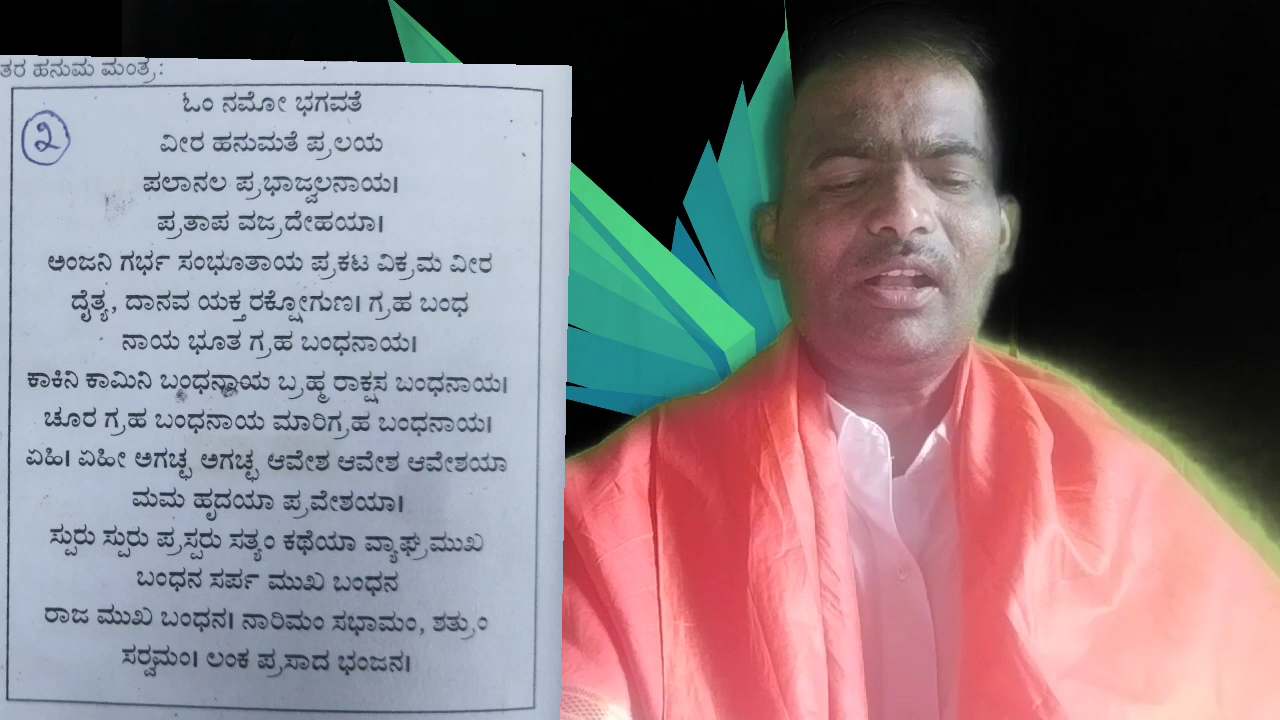 ತರ ಹನುಮ ಮಂತ್ರ:
೨
ಓಂ ನಮೋ ಭಗವತೆ
ವೀರ ಹನುಮತೆ ಪ್ರಲಯ
ಪಲಾನಲ ಪ್ರಭಾಜ್ವಲನಾಯ।
ಪ್ರತಾಪ ವಜ್ರದೇಹಯಾ।
ಅಂಜನಿ ಗರ್ಭ ಸಂಭೂತಾಯ ಪ್ರಕಟ ವಿಕ್ರಮ ವೀರ
ದೈತ್ಯ, ದಾನವ ಯಕ್ತ ರಕ್ಷೋಗುಣ। ಗ್ರಹ ಬಂಧ
ನಾಯ ಭೂತ ಗ್ರಹ ಬಂಧನಾಯ।
ಕಾಕಿನಿ ಕಾಮಿನಿ ಬ್ರಹ್ಮ ರಾಕ್ಷಸ ಬಂಧನಾಯ।
ಚೂರ ಗ್ರಹ ಬಂಧನಾಯ ಮಾರಿಗ್ರಹ ಬಂಧನಾಯ।
ಏಹಿ। ಏಹೀ ಅಗಚ್ಛ ಅಗಚ್ಛ ಆವೇಶ ಆವೇಶ ಆವೇಶಯಾ
ಮಮ ಹೃದಯಾ ಪ್ರವೇಶಯಾ।
ಸ್ಪುರು ಸ್ಪುರು ಪ್ರಸ್ಪರು ಸತ್ಯಂ ಕಥೆಯಾ ವ್ಯಾಘ್ರಮುಖ
ಬಂಧನ ಸರ್ಪ ಮುಖ ಬಂಧನ
ರಾಜ ಮುಖ ಬಂಧನ। ನಾರಿಮಂ ಸಭಾಮಂ, ಶತ್ರುಂ
ಸರ‍್ವಮಂ। ಲಂಕ ಪ್ರಸಾದ ಭಂಜನ।